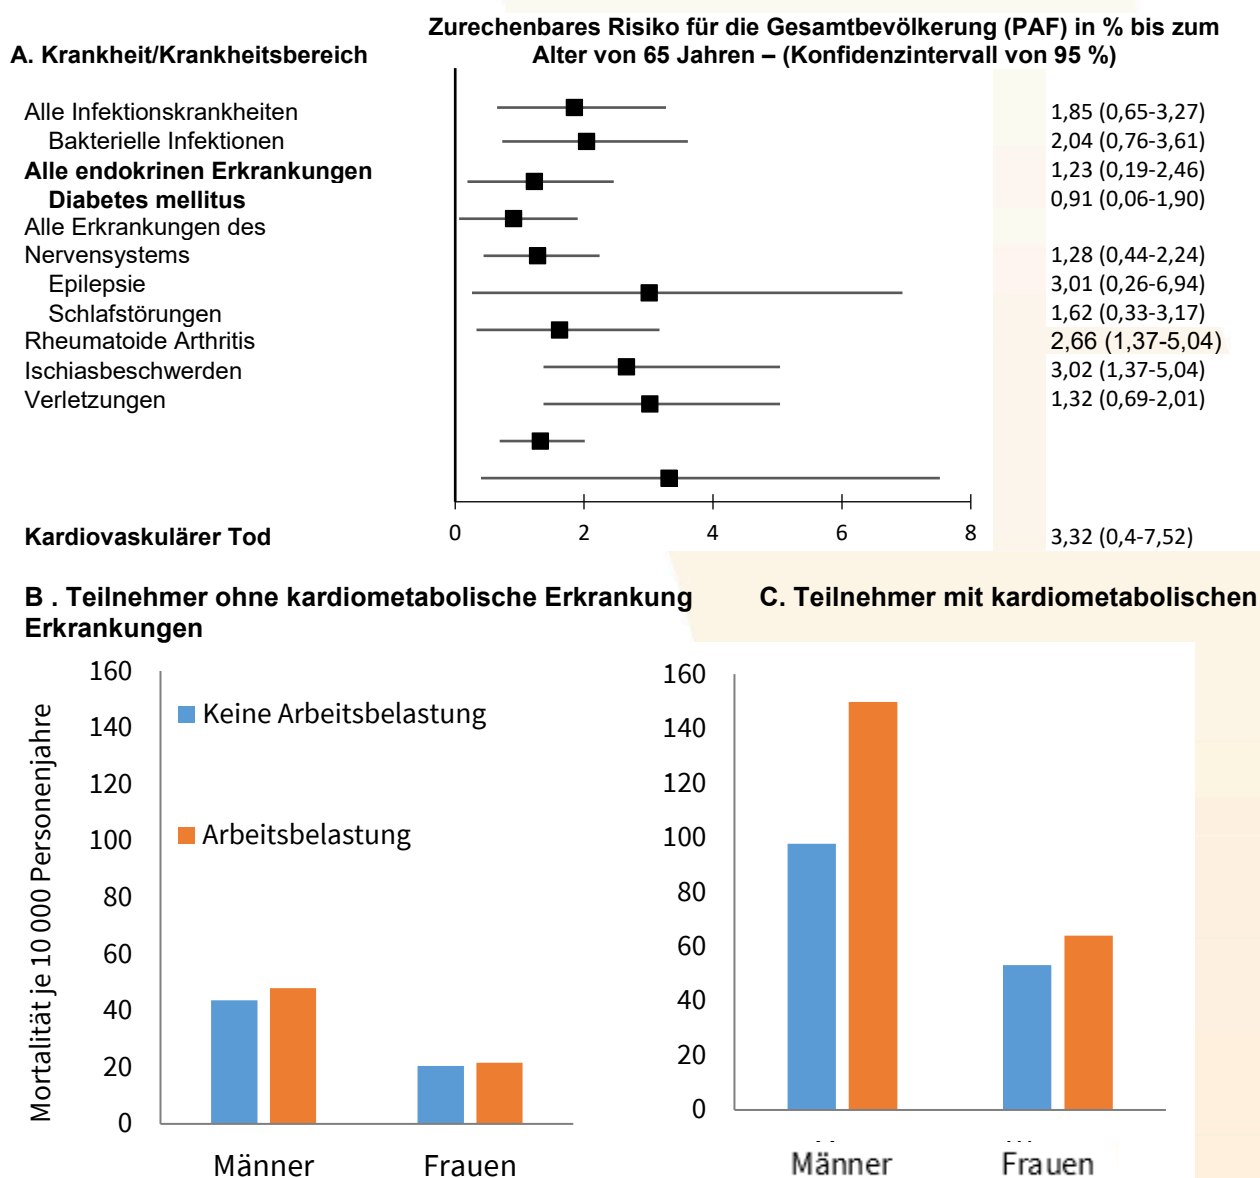 Zurechenbares Risiko für die Gesamtbevölkerung (PAF) in % bis zum
A. Krankheit/Krankheitsbereich Alter von 65 Jahren – (Konfidenzintervall von 95 %)
Alle Infektionskrankheiten 1,85 (0,65-3,27)
Bakterielle Infektionen 2,04 (0,76-3,61)
Alle endokrinen Erkrankungen 1,23 (0,19-2,46)
Diabetes mellitus 0,91 (0,06-1,90)
Alle Erkrankungen des
Nervensystems 1,28 (0,44-2,24)
Epilepsie 3,01 (0,26-6,94)
Schlafstörungen 1,62 (0,33-3,17)
Rheumatoide Arthritis 2,66 (1,37-5,04)
Ischiasbeschwerden 3,02 (1,37-5,04)
Verletzungen 1,32 (0,69-2,01)
Kardiovaskulärer Tod 0 2 4 6 8 3,32 (0,4-7,52)
B . Teilnehmer ohne kardiometabolische Erkrankung C. Teilnehmer mit kardiometabolischen
Erkrankungen
Mortalität je 10 000 Personenjahre
160
140
120
100
80
60
40
20
0
Keine Arbeitsbelastung
Arbeitsbelastung
Männer Frauen
160
140
120
100
80
60
40
20
0
Männer Frauen